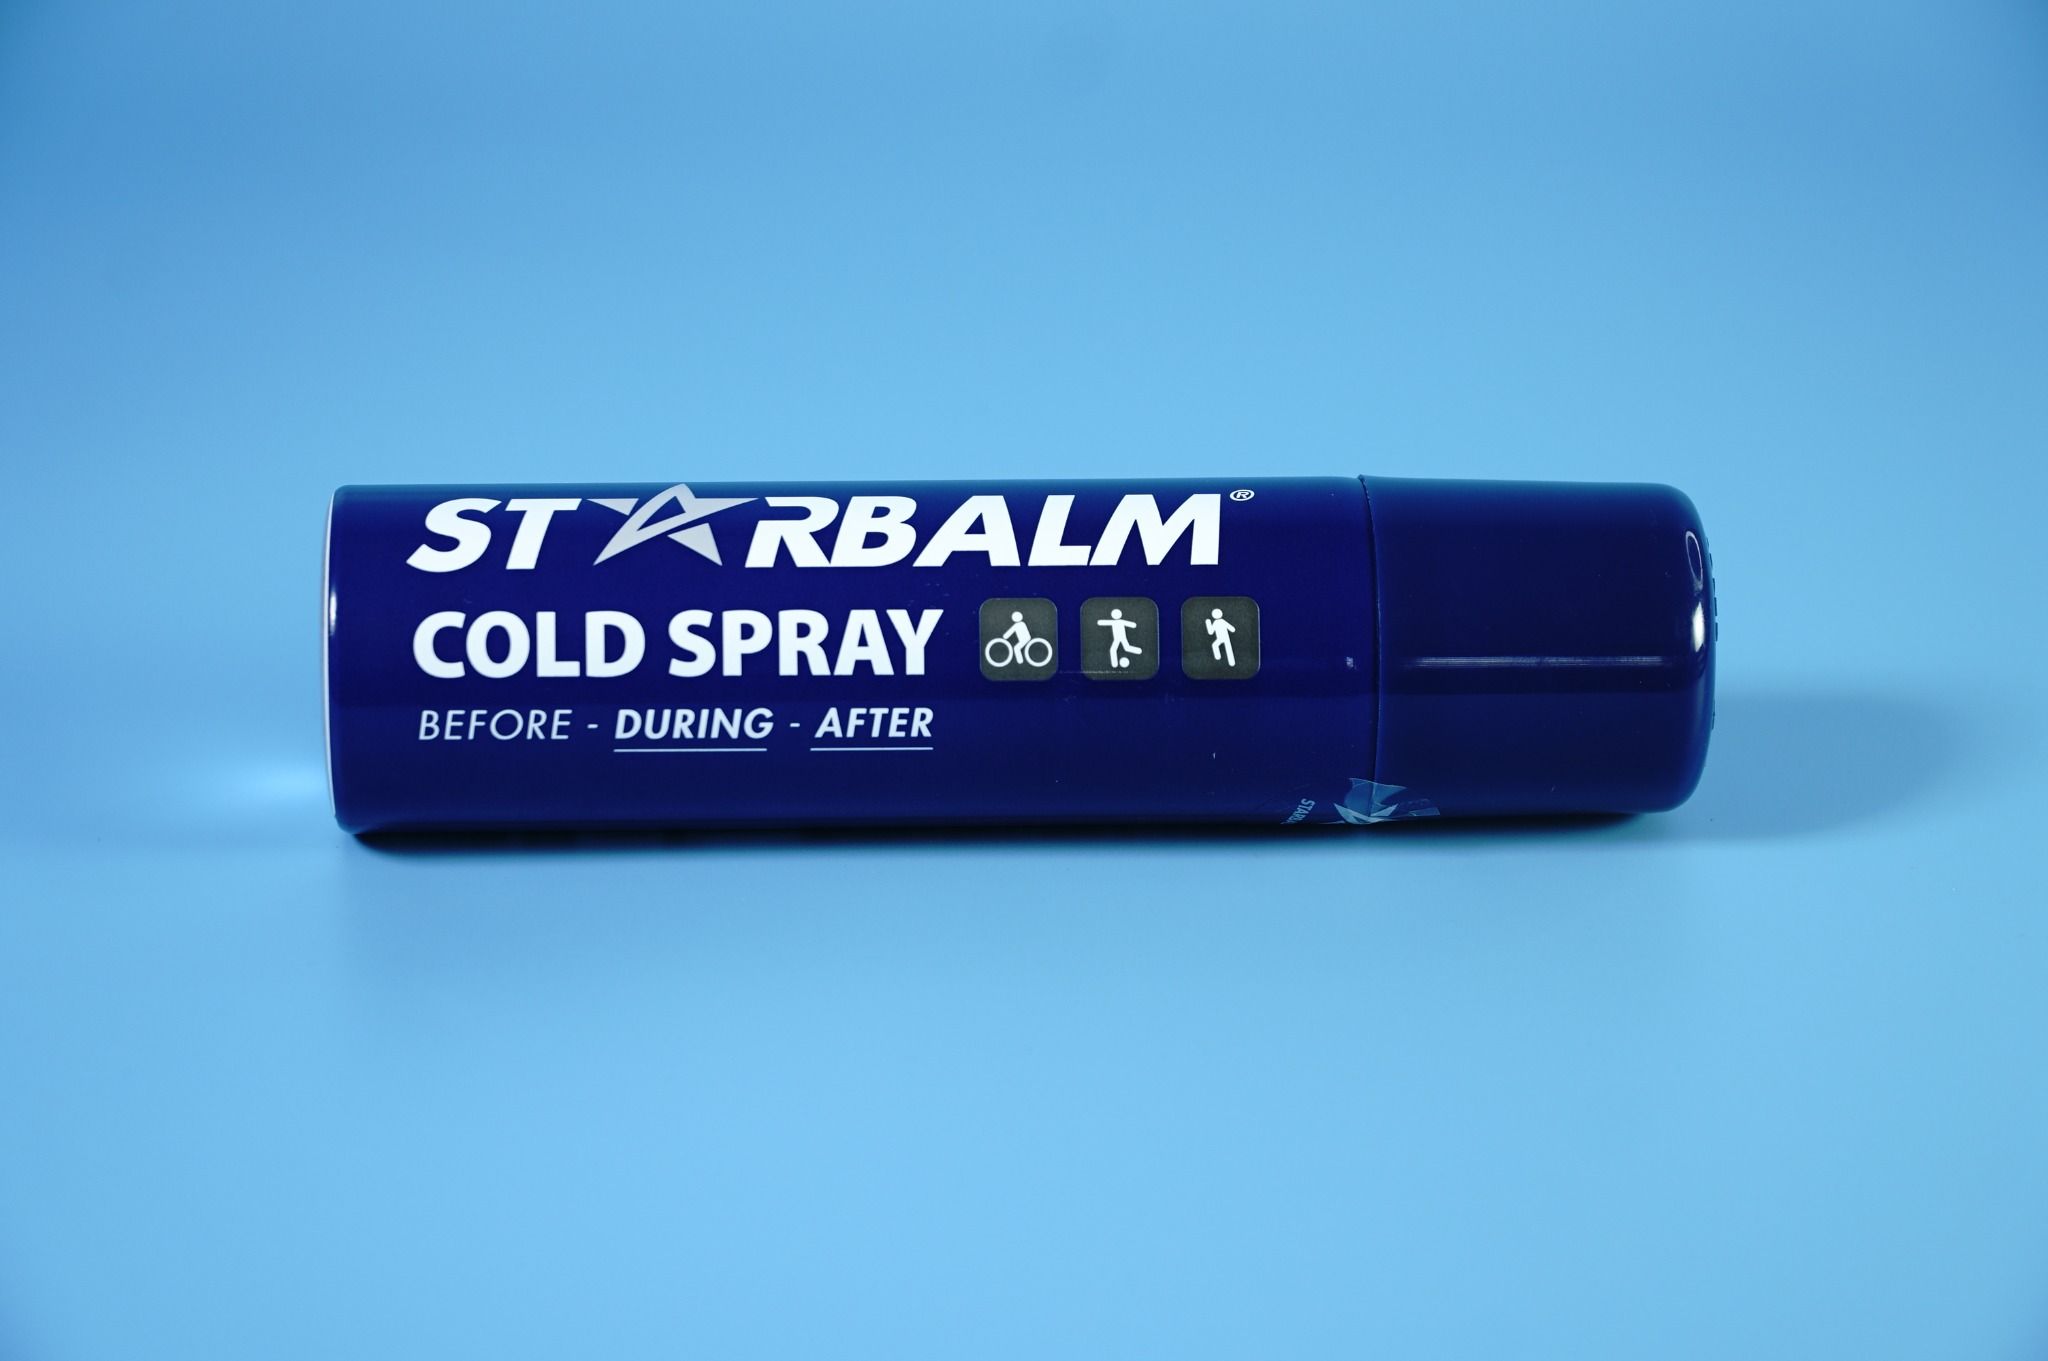 STARBALM®
COLD SPRAY
BEFORE - DURING - AFTER